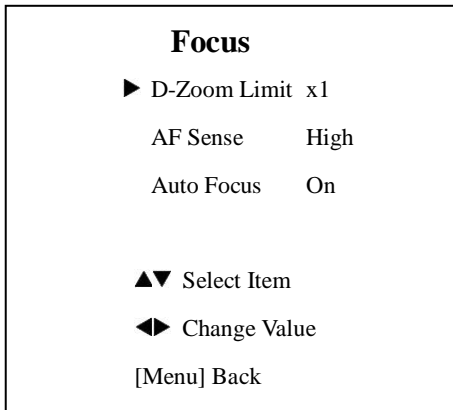 Focus
▶ D-Zoom Limit x1
AF Sense High
Auto Focus On
▲▼ Select Item
◀▶ Change Value
[Menu] Back